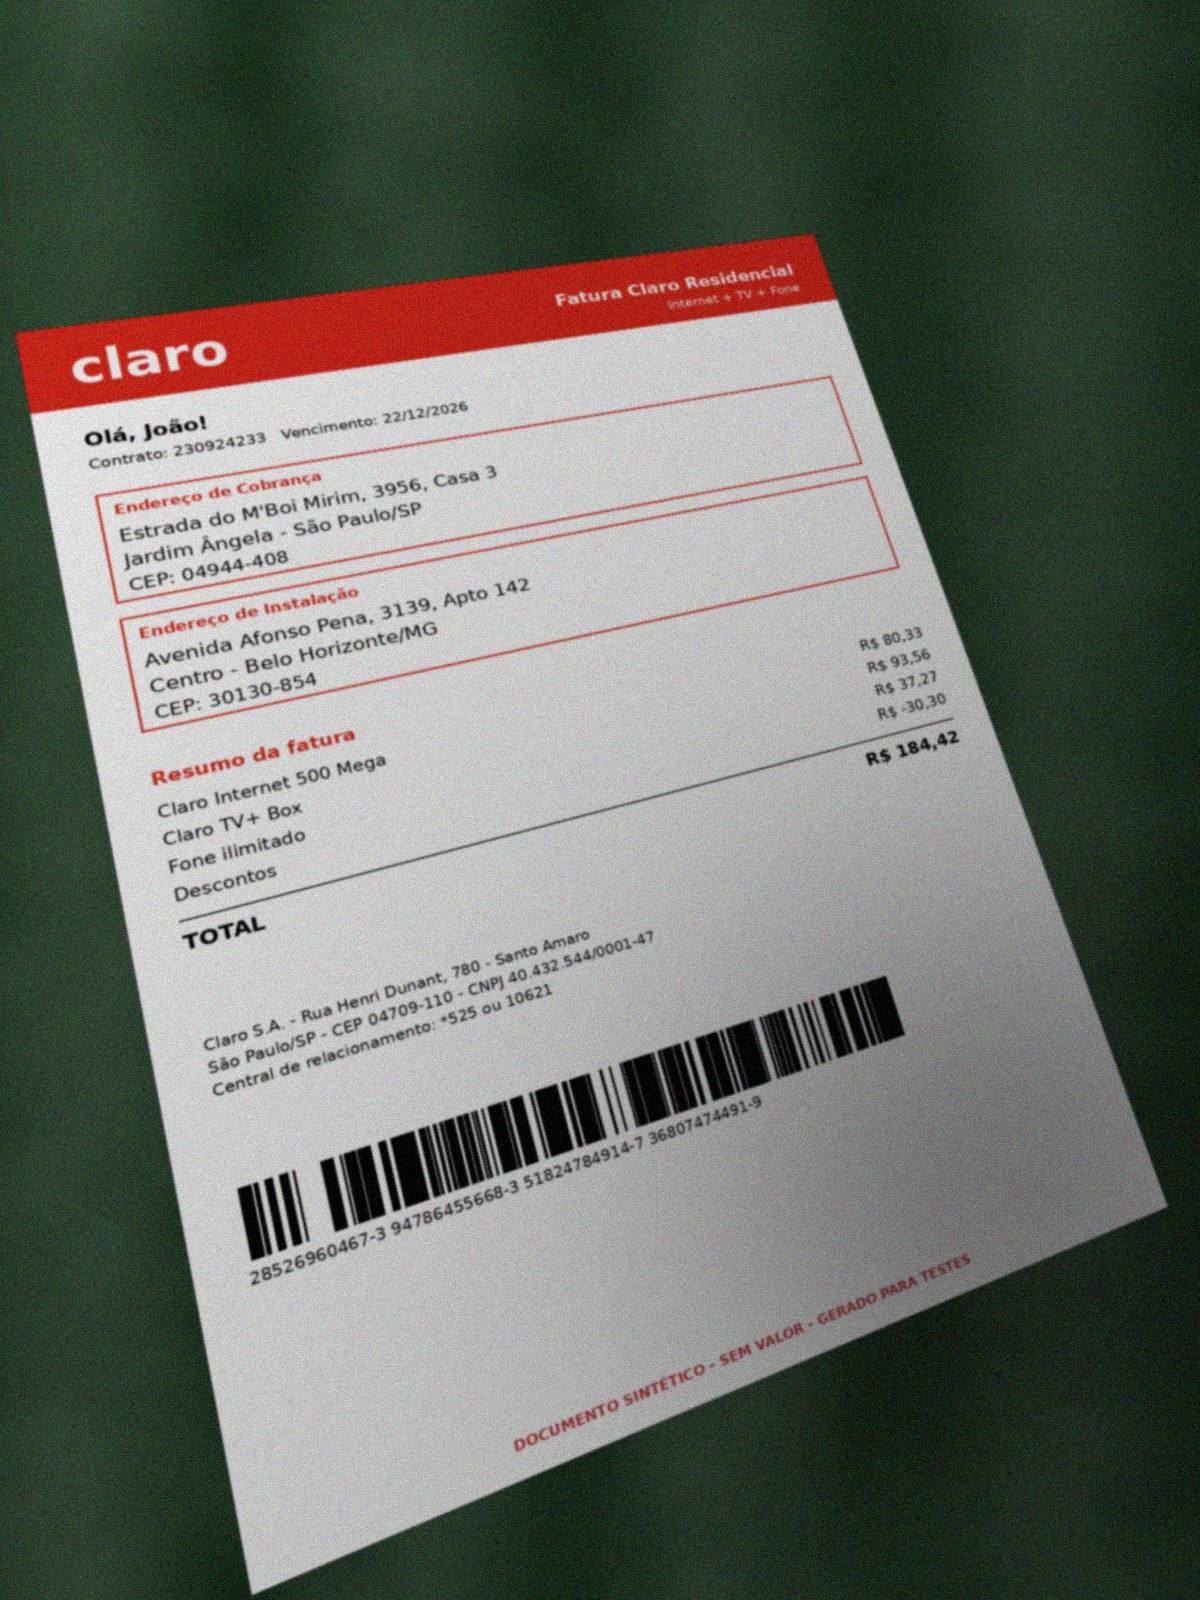 claro
Fatura Claro Residencial
Internet + TV + Fone
Olá, João!
Contrato: 230924233 Vencimento: 22/12/2026
Endereço de Cobrança
Estrada do M'Boi Mirim, 3956, Casa 3
Jardim Ângela - São Paulo/SP
CEP: 04944-408
Endereço de Instalação
Avenida Afonso Pena, 3139, Apto 142
Centro - Belo Horizonte/MG
CEP: 30130-854
Resumo da fatura
Claro Internet 500 Mega R$ 80,33
Claro TV+ Box R$ 93,56
Fone ilimitado R$ 37,27
Descontos R$ -30,30
TOTAL R$ 184,42
Claro S.A. - Rua Henri Dunant, 780 - Santo Amaro
São Paulo/SP - CEP 04709-110 - CNPJ 40.432.544/0001-47
Central de relacionamento: *525 ou 10621
28526960467-3 94786455668-3 51824784914-7 36807474491-9
DOCUMENTO SINTÉTICO - SEM VALOR - GERADO PARA TESTES